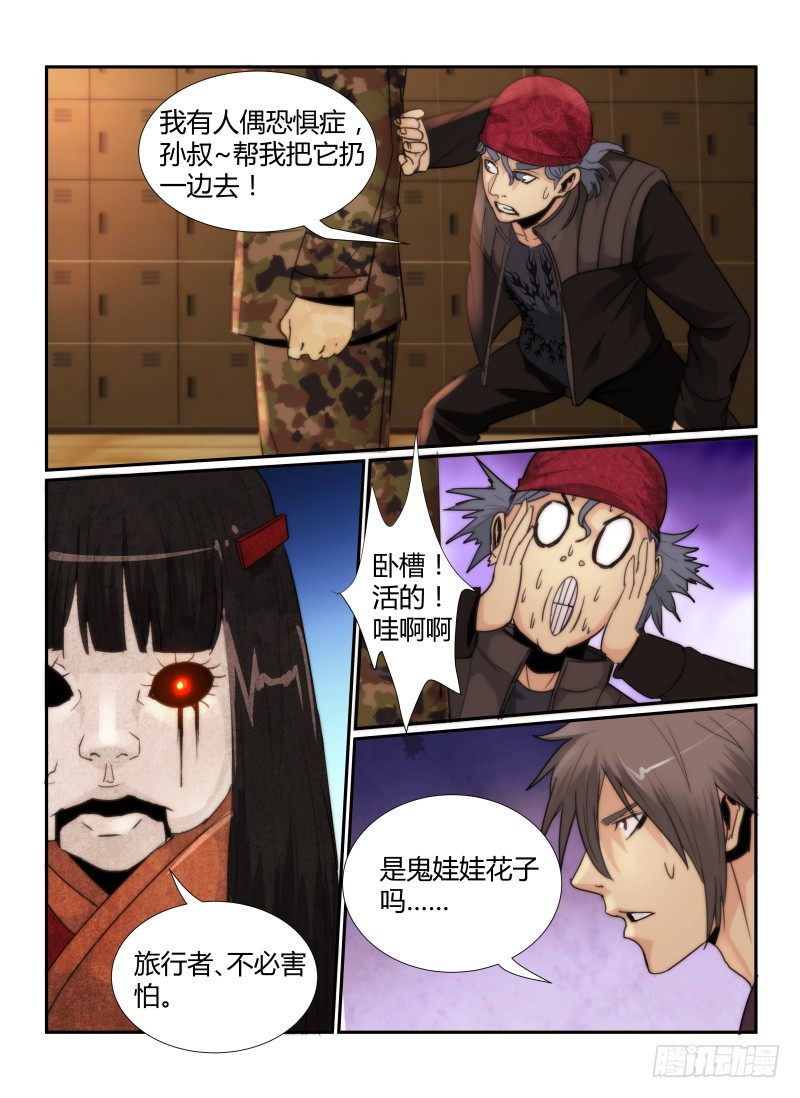 我有人偶恐惧症，
孙叔~帮我把它扔
一边去！
卧槽！
活的！
哇啊啊
旅行者、不必害
怕。
是鬼娃娃花子
吗……
腾讯动漫